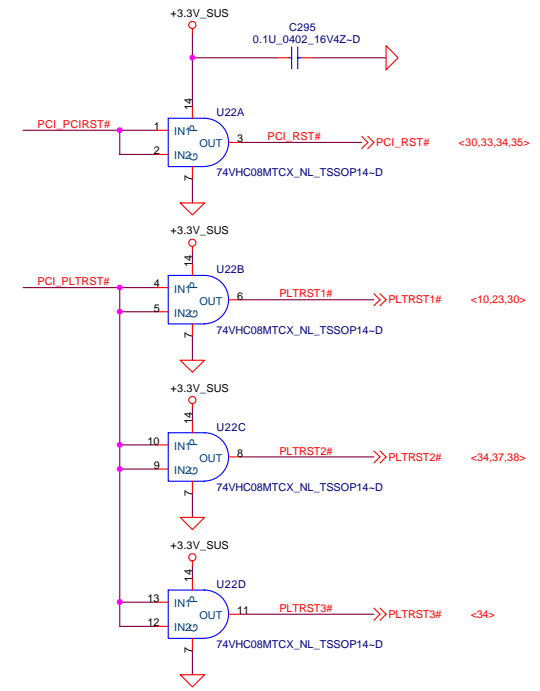 +3.3V_SUS
C295
0.1U_0402_16V4Z~D
14
U22A
PCI_PCIRST#
1
IN1
P
OUT
3
PCI_RST#
PCI_RST#
<30,33,34,35>
2
IN2
G
7
74VHC08MTCX_NL_TSSOP14~D
+3.3V_SUS
14
U22B
PCI_PLTRST#
4
IN1
P
OUT
6
PLTRST1#
PLTRST1#
<10,23,30>
5
IN2
G
7
74VHC08MTCX_NL_TSSOP14~D
+3.3V_SUS
14
U22C
10
IN1
P
OUT
8
PLTRST2#
PLTRST2#
<34,37,38>
9
IN2
G
7
74VHC08MTCX_NL_TSSOP14~D
+3.3V_SUS
14
U22D
13
IN1
P
OUT
11
PLTRST3#
PLTRST3#
<34>
12
IN2
G
7
74VHC08MTCX_NL_TSSOP14~D